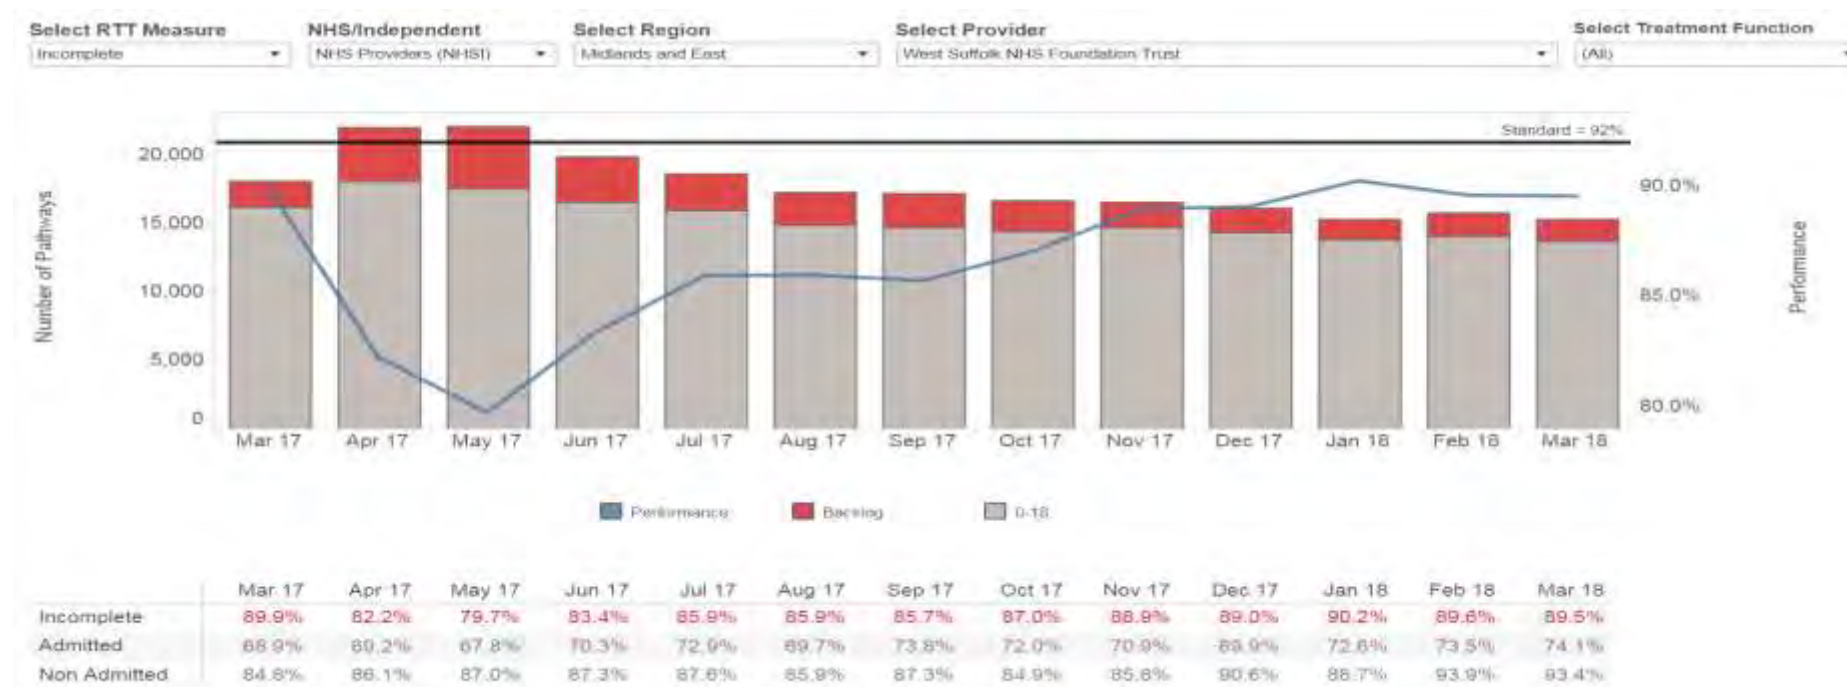 Select RTT Measure NHS/Independent Select Region Select Provider Select Treatment Function
Incomplete NHS Providers (NHSI) Midlands and East West Suffolk NHS Foundation Trust (All)
Standard = 92%
20,000
15,000
10,000
5,000
0
Number of Pathways
90.0%
85.0%
80.0%
Performance
Mar 17 Apr 17 May 17 Jun 17 Jul 17 Aug 17 Sep 17 Oct 17 Nov 17 Dec 17 Jan 18 Feb 18 Mar 18
Performance Backlog 0-18
Mar 17 Apr 17 May 17 Jun 17 Jul 17 Aug 17 Sep 17 Oct 17 Nov 17 Dec 17 Jan 18 Feb 18 Mar 18
Incomplete 89.9% 82.2% 79.7% 83.4% 85.9% 85.9% 85.7% 87.0% 88.9% 89.0% 90.2% 89.6% 89.5%
Admitted 67.8% 70.3% 72.9% 73.8% 72.0% 70.9% 72.6% 73.5% 74.1%
Non Admitted 84.8% 86.1% 87.0% 87.3% 87.6% 85.9% 87.3% 84.9% 85.8% 90.6% 88.7% 93.9% 93.4%